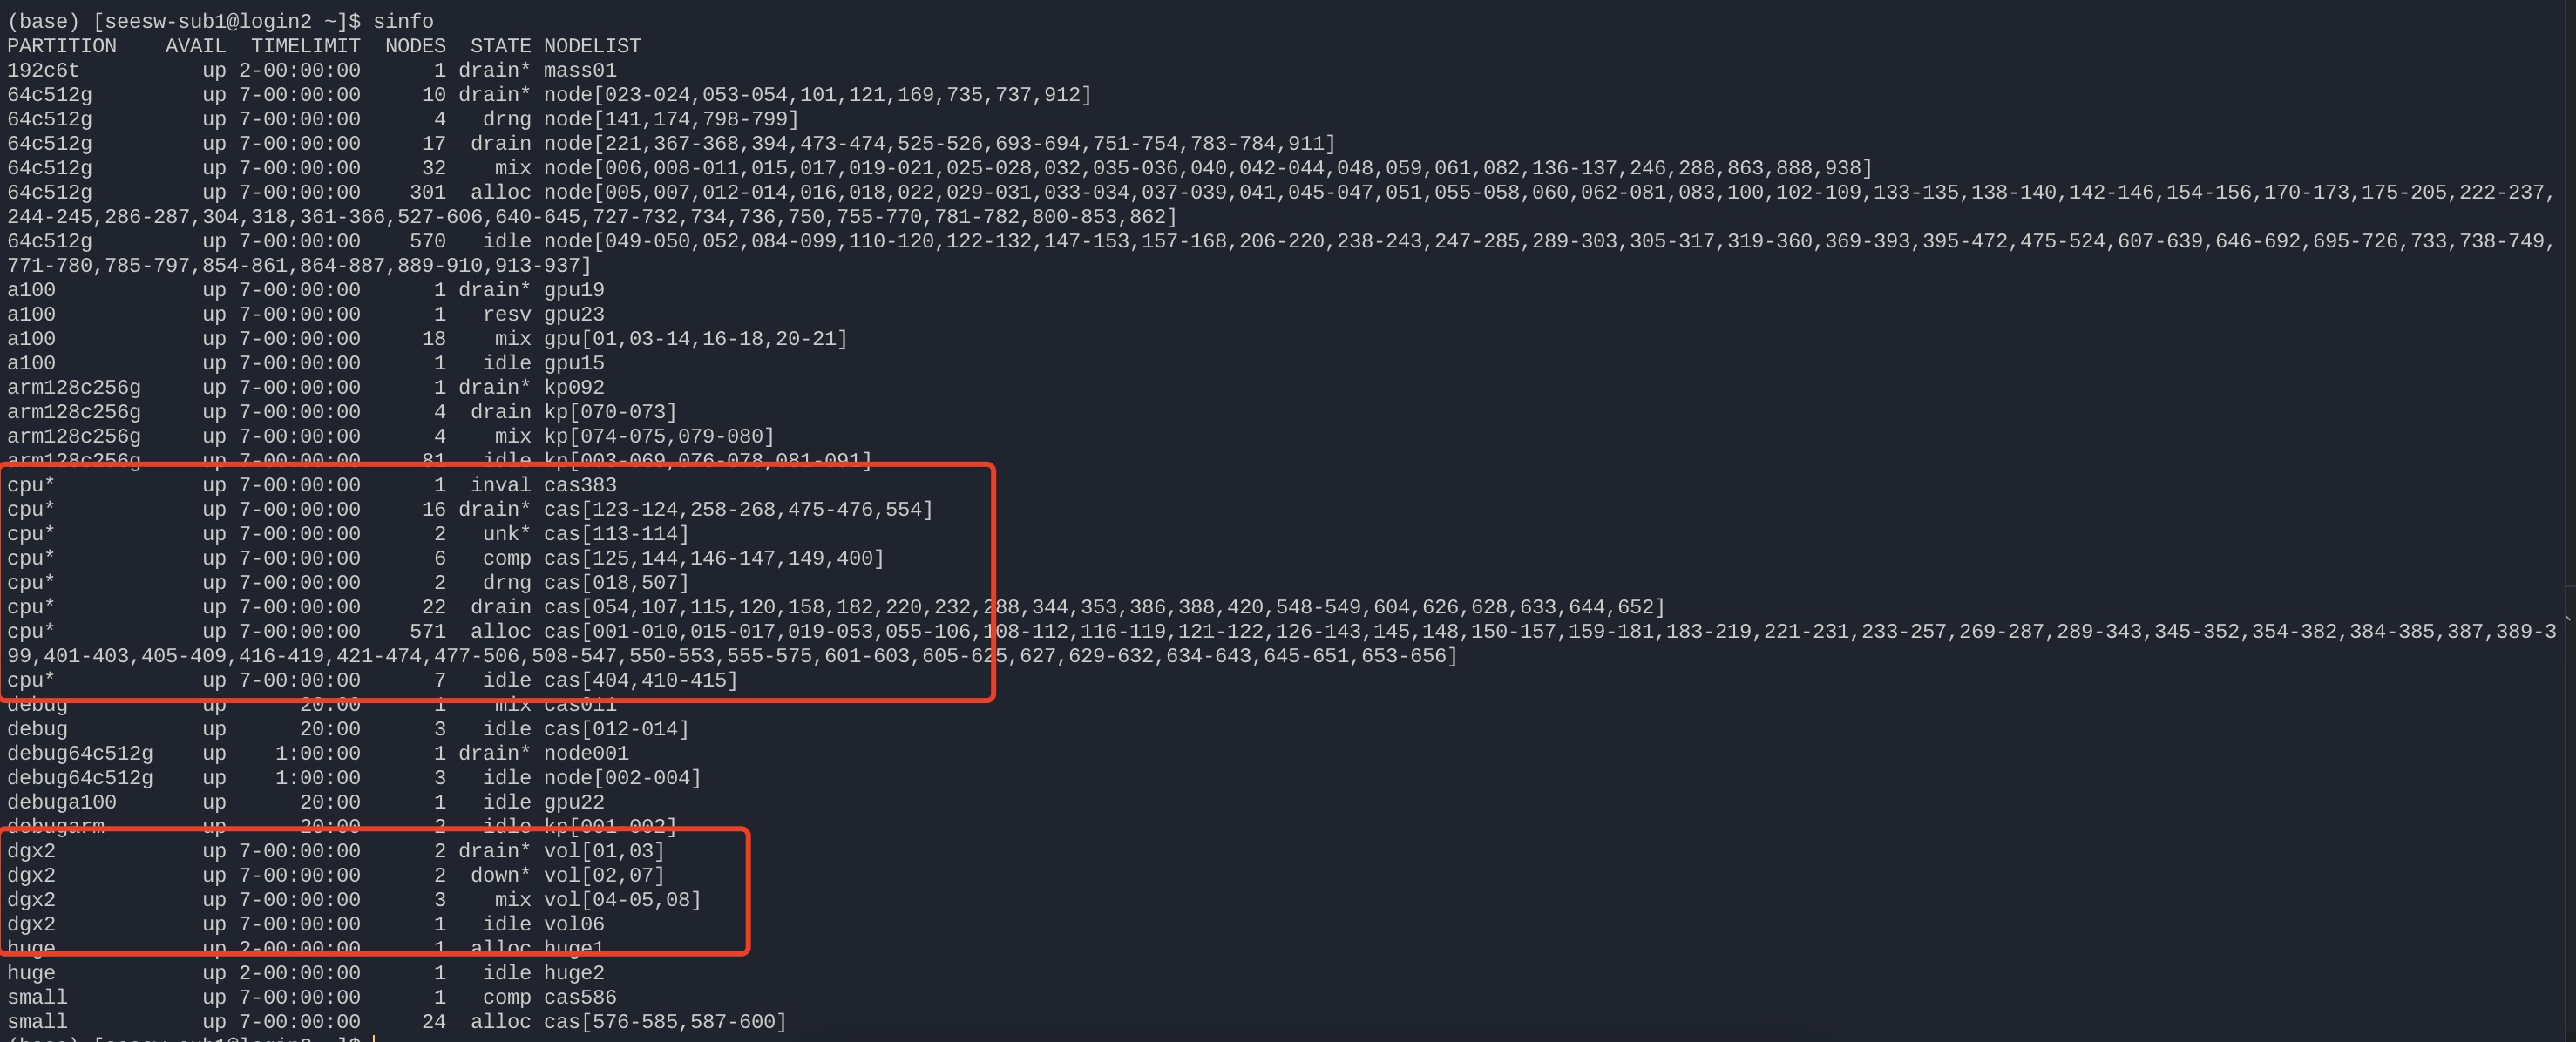 (base) [seesw-sub1@login2 ~]$ sinfo
PARTITION    AVAIL  TIMELIMIT  NODES  STATE NODELIST
192c6t          up 2-00:00:00      1 drain* mass01
64c512g         up 7-00:00:00     10 drain* node[023-024,053-054,101,121,169,735,737,912]
64c512g         up 7-00:00:00      4   drng node[141,174,798-799]
64c512g         up 7-00:00:00     17  drain node[221,367-368,394,473-474,525-526,693-694,751-754,783-784,911]
64c512g         up 7-00:00:00     32    mix node[006,008-011,015,017,019-021,025-028,032,035-036,040,042-044,048,059,061,082,136-137,246,288,863,888,938]
64c512g         up 7-00:00:00    301  alloc node[005,007,012-014,016,018,022,029-031,033-034,037-039,041,045-047,051,055-058,060,062-081,083,100,102-109,133-135,138-140,142-146,154-156,170-173,175-205,222-237,
244-245,286-287,304,318,361-366,527-606,640-645,727-732,734,736,750,755-770,781-782,800-853,862]
64c512g         up 7-00:00:00    570   idle node[049-050,052,084-099,110-120,122-132,147-153,157-168,206-220,238-243,247-285,289-303,305-317,319-360,369-393,395-472,475-524,607-639,646-692,695-726,733,738-749,
771-780,785-797,854-861,864-887,889-910,913-937]
a100            up 7-00:00:00      1 drain* gpu19
a100            up 7-00:00:00      1   resv gpu23
a100            up 7-00:00:00     18    mix gpu[01,03-14,16-18,20-21]
a100            up 7-00:00:00      1   idle gpu15
arm128c256g     up 7-00:00:00      1 drain* kp092
arm128c256g     up 7-00:00:00      4  drain kp[070-073]
arm128c256g     up 7-00:00:00      4    mix kp[074-075,079-080]
arm128c256g     up 7-00:00:00     81   idle kp[003-069,076-078,081-091]
cpu*            up 7-00:00:00      1  inval cas383
cpu*            up 7-00:00:00     16 drain* cas[123-124,258-268,475-476,554]
cpu*            up 7-00:00:00      2   unk* cas[113-114]
cpu*            up 7-00:00:00      6   comp cas[125,144,146-147,149,400]
cpu*            up 7-00:00:00      2   drng cas[018,507]
cpu*            up 7-00:00:00     22  drain cas[054,107,115,120,158,182,220,232,288,344,353,386,388,420,548-549,604,626,628,633,644,652]
cpu*            up 7-00:00:00    571  alloc cas[001-010,015-017,019-053,055-106,108-112,116-119,121-122,126-143,145,148,150-157,159-181,183-219,221-231,233-257,269-287,289-343,345-352,354-382,384-385,387,389-3
99,401-403,405-409,416-419,421-474,477-506,508-547,550-553,555-575,601-603,605-625,627,629-632,634-643,645-651,653-656]
cpu*            up 7-00:00:00      7   idle cas[404,410-415]
debug           up      20:00      1    mix cas011
debug           up      20:00      3   idle cas[012-014]
debug64c512g    up    1:00:00      1 drain* node001
debug64c512g    up    1:00:00      3   idle node[002-004]
debuga100       up      20:00      1   idle gpu22
debugarm        up      20:00      2   idle kp[001-002]
dgx2            up 7-00:00:00      2 drain* vol[01,03]
dgx2            up 7-00:00:00      2  down* vol[02,07]
dgx2            up 7-00:00:00      3    mix vol[04-05,08]
dgx2            up 7-00:00:00      1   idle vol06
huge            up 2-00:00:00      1  alloc huge1
huge            up 2-00:00:00      1   idle huge2
small           up 7-00:00:00      1   comp cas586
small           up 7-00:00:00     24  alloc cas[576-585,587-600]
(base) [seesw-sub1@login2 ~]$